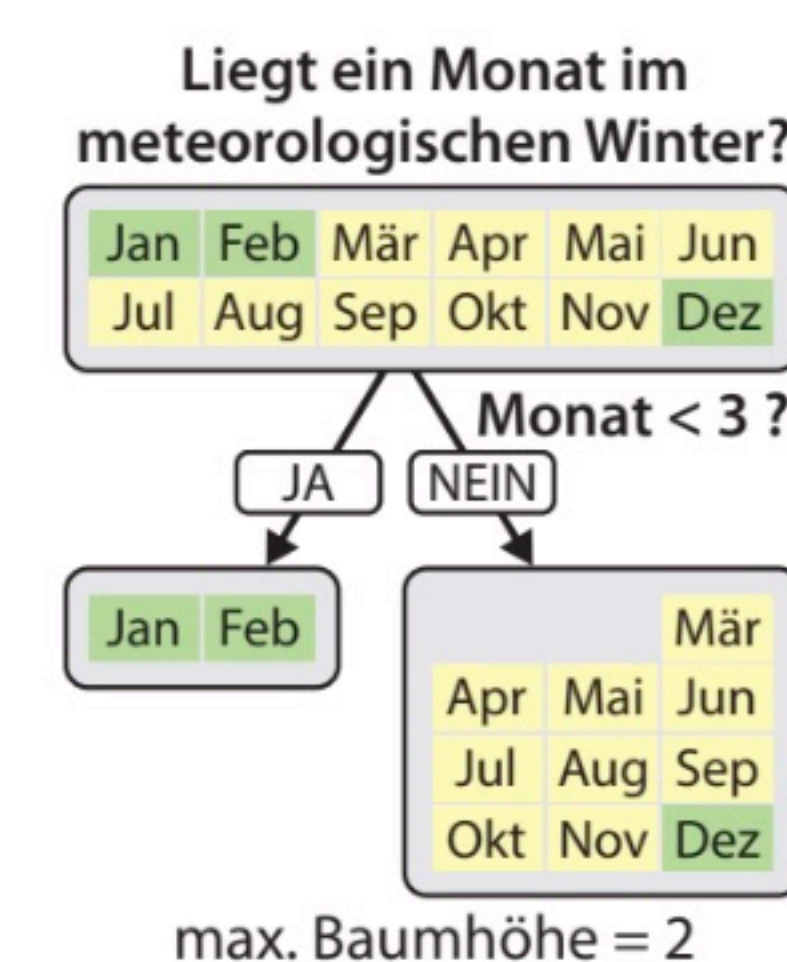 Liegt ein Monat im
meteorologischen Winter?
Jan Feb Mär Apr Mai Jun
Jul Aug Sep Okt Nov Dez
Monat < 3 ?
JA NEIN
Jan Feb
Mär
Apr Mai Jun
Jul Aug Sep
Okt Nov Dez
max. Baumhöhe = 2